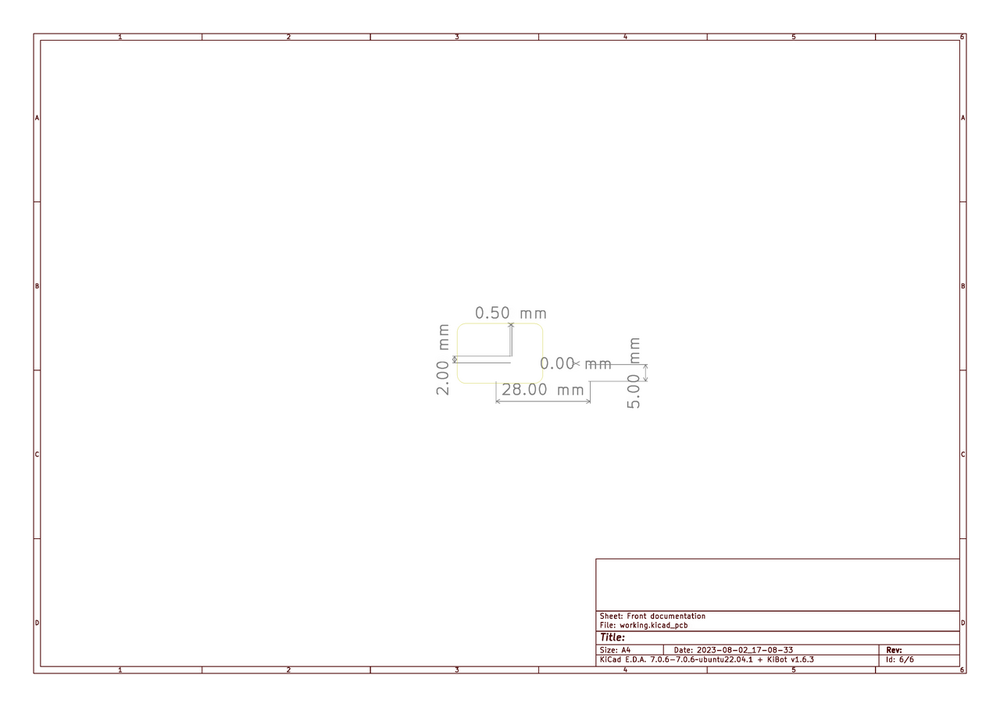 1 2 3 4 5 6
A A
0.50 mm
B B
2.00 mm
0.00 mm
5.00 mm
28.00 mm
C C
Sheet: Front documentation
File: working.kicad_pcb
D D
Title:
Size: A4 Date: 2023-08-02_17-08-33 Rev:
KiCad E.D.A. 7.0.6-7.0.6-ubuntu22.04.1 + KiBot v1.6.3 Id: 6/6
1 2 3 4 5 6